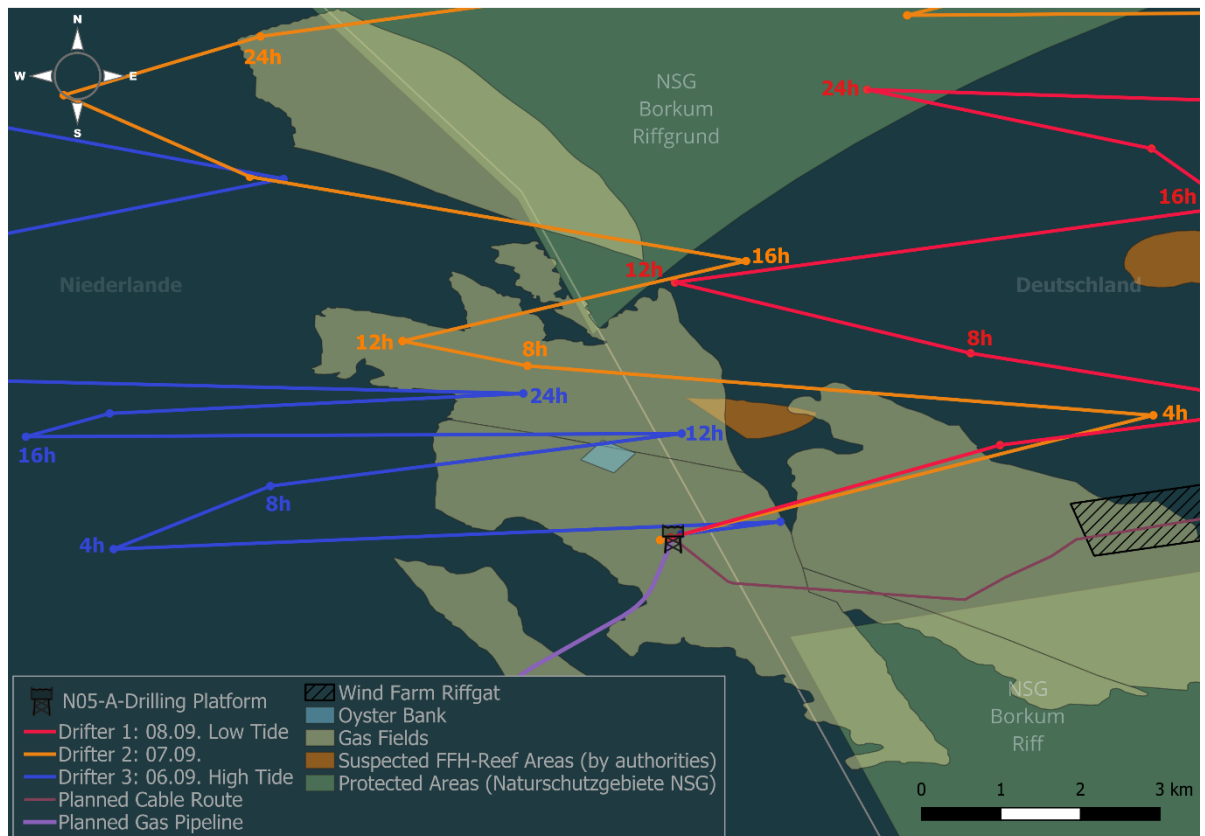 N
W
E
S
24h
NSG
Borkum
Riffgrund
24h
16h
12h
16h
Niederlande
Deutschland
12h
8h
8h
24h
4h
12h
16h
8h
4h
NSG
Borkum
Riff
N05-A-Drilling Platform
Drifter 1: 08.09. Low Tide
Drifter 2: 07.09.
Drifter 3: 06.09. High Tide
Planned Cable Route
Planned Gas Pipeline
Wind Farm Riffgat
Oyster Bank
Gas Fields
Suspected FFH-Reef Areas (by authorities)
Protected Areas (Naturschutzgebiete NSG)
0 1 2 3 km